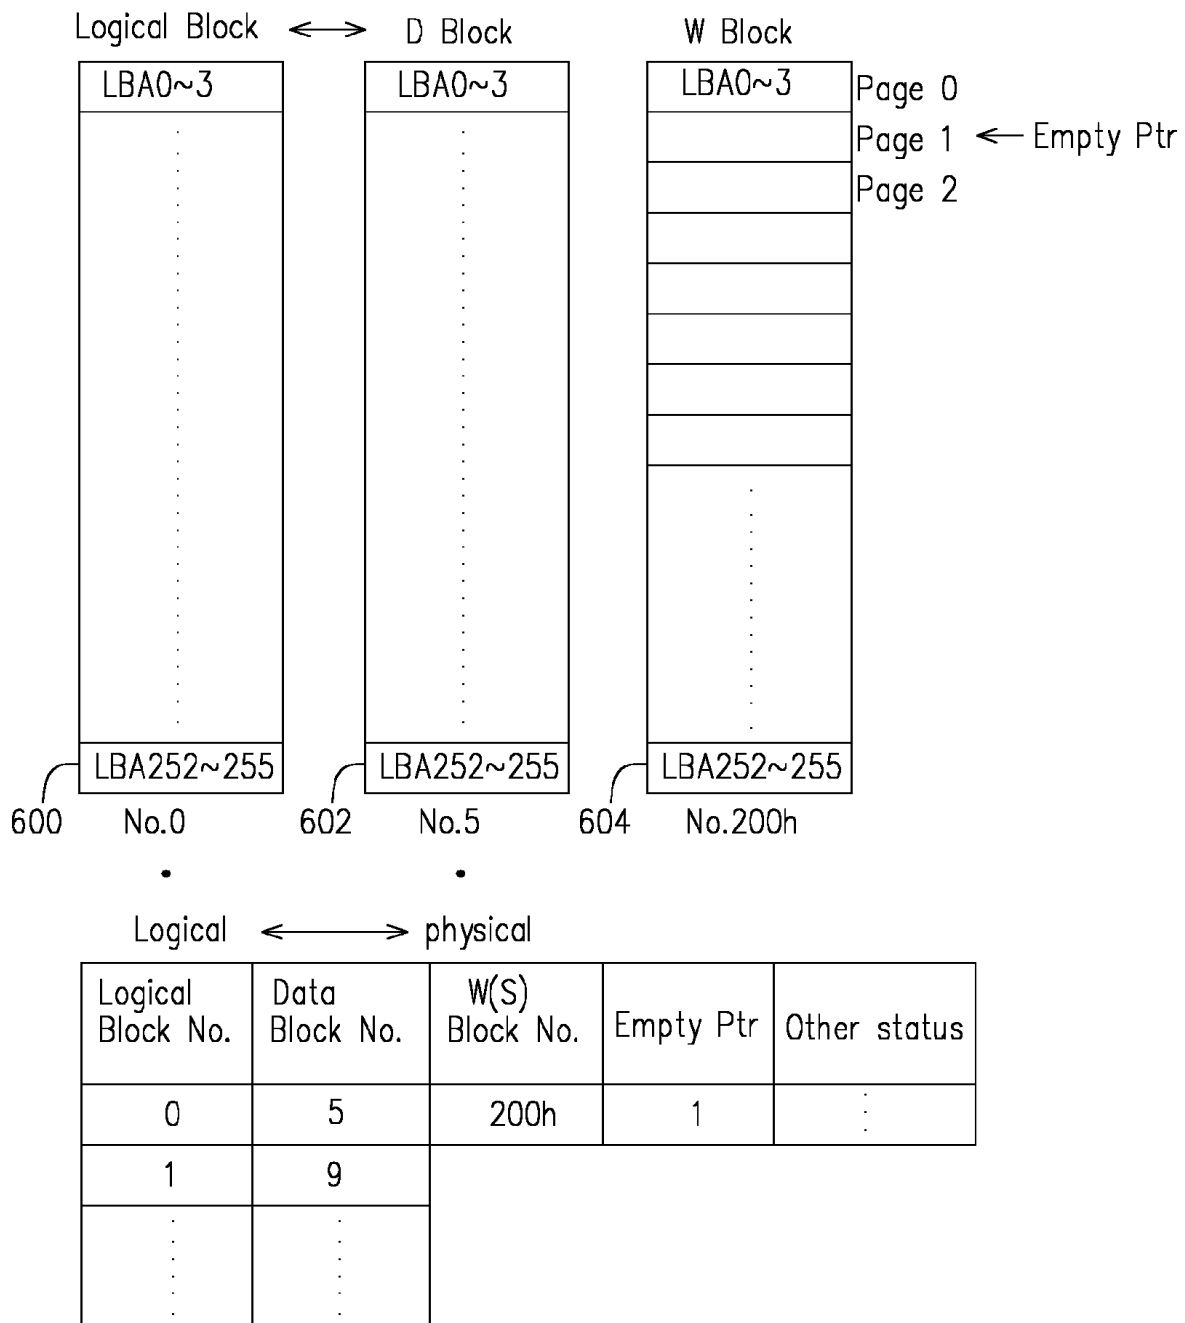 Logical Block ⟷ D Block W Block
LBA0~3 LBA0~3 LBA0~3 Page 0
Page 1 ← Empty Ptr
Page 2
LBA252~255 LBA252~255 LBA252~255
600 No.0 602 No.5 604 No.200h
Logical ⟷ physical
Logical Data W(S)
Block No. Block No. Block No. Empty Ptr Other status
0 5 200h 1
1 9